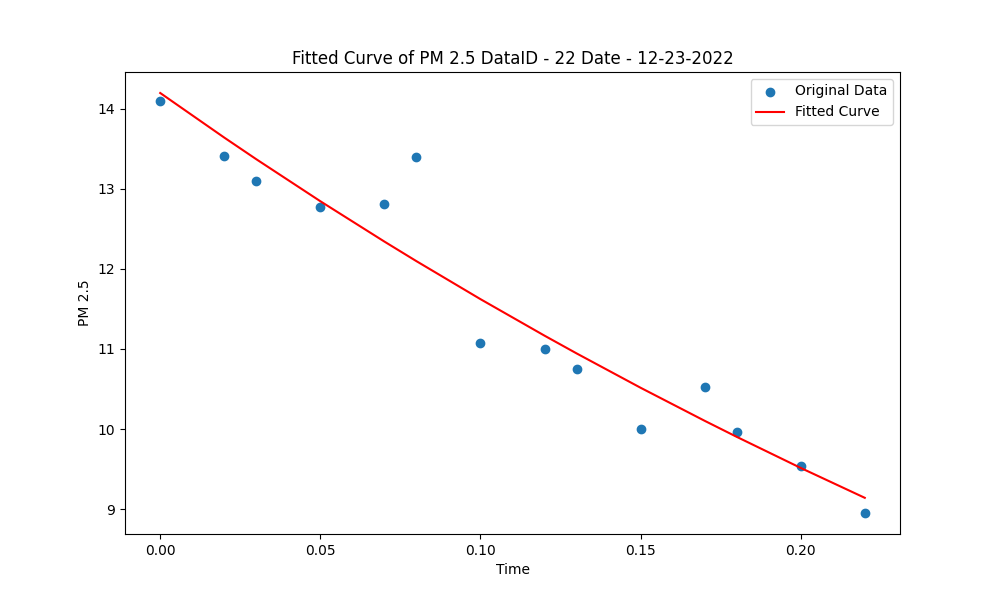 Fitted Curve of PM 2.5 DataID - 22 Date - 12-23-2022
Original Data
Fitted Curve
14
13
12
11
10
9
PM 2.5
0.00
0.05
0.10
0.15
0.20
Time